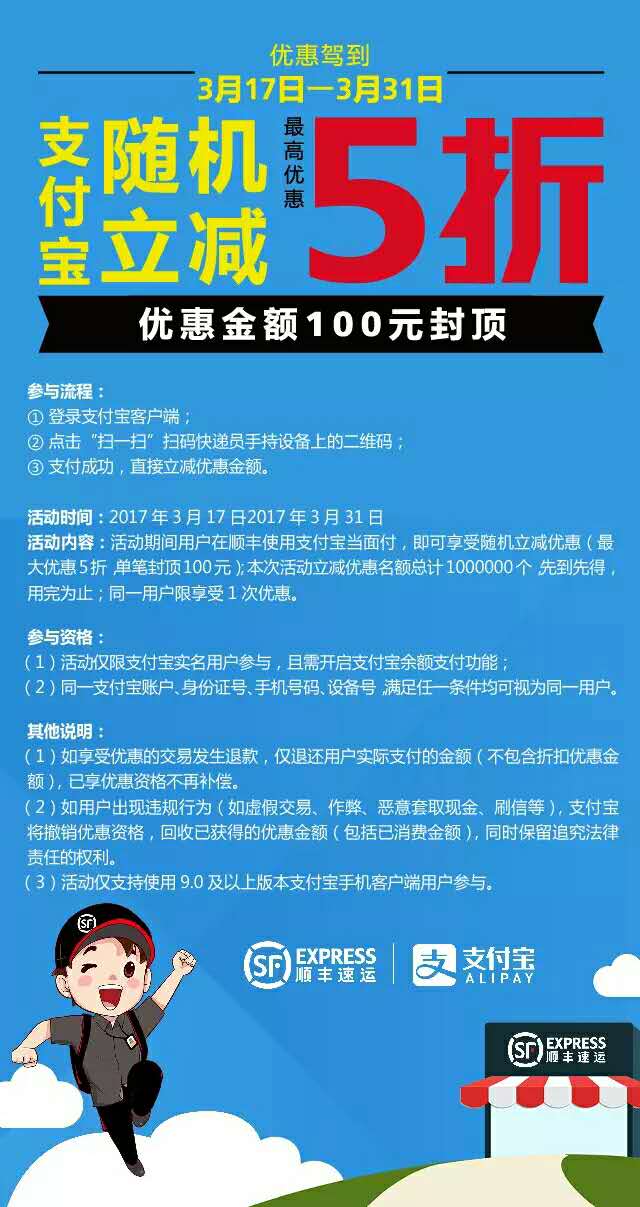 优惠驾到
3月17日—3月31日
支付宝
随机
立减
最高优惠
5折
优惠金额100元封顶
参与流程：
① 登录支付宝客户端；
② 点击“扫一扫”扫码快递员手持设备上的二维码；
③ 支付成功，直接立减优惠金额。
活动时间：2017 年 3 月 17 日2017 年 3 月 31 日
活动内容：活动期间用户在顺丰使用支付宝当面付，即可享受随机立减优惠（最
大优惠 5 折，单笔封顶 100 元）；本次活动立减优惠名额总计 1000000 个，先到先得，
用完为止；同一用户限享受 1 次优惠。
参与资格：
（1）活动仅限支付宝实名用户参与，且需开启支付宝余额支付功能；
（2）同一支付宝账户、身份证号、手机号码、设备号，满足任一条件均可视为同一用户。
其他说明：
（1）如享受优惠的交易发生退款，仅退还用户实际支付的金额（不包含折扣优惠金
额），已享优惠资格不再补偿。
（2）如用户出现违规行为（如虚假交易、作弊、恶意套取现金、刷信等），支付宝
将撤销优惠资格，回收已获得的优惠金额（包括已消费金额），同时保留追究法律
责任的权利。
（3）活动仅支持使用 9.0 及以上版本支付宝手机客户端用户参与。
SF
SF EXPRESS
顺丰速运
支 支付宝
ALIPAY
SF EXPRESS
顺丰速运